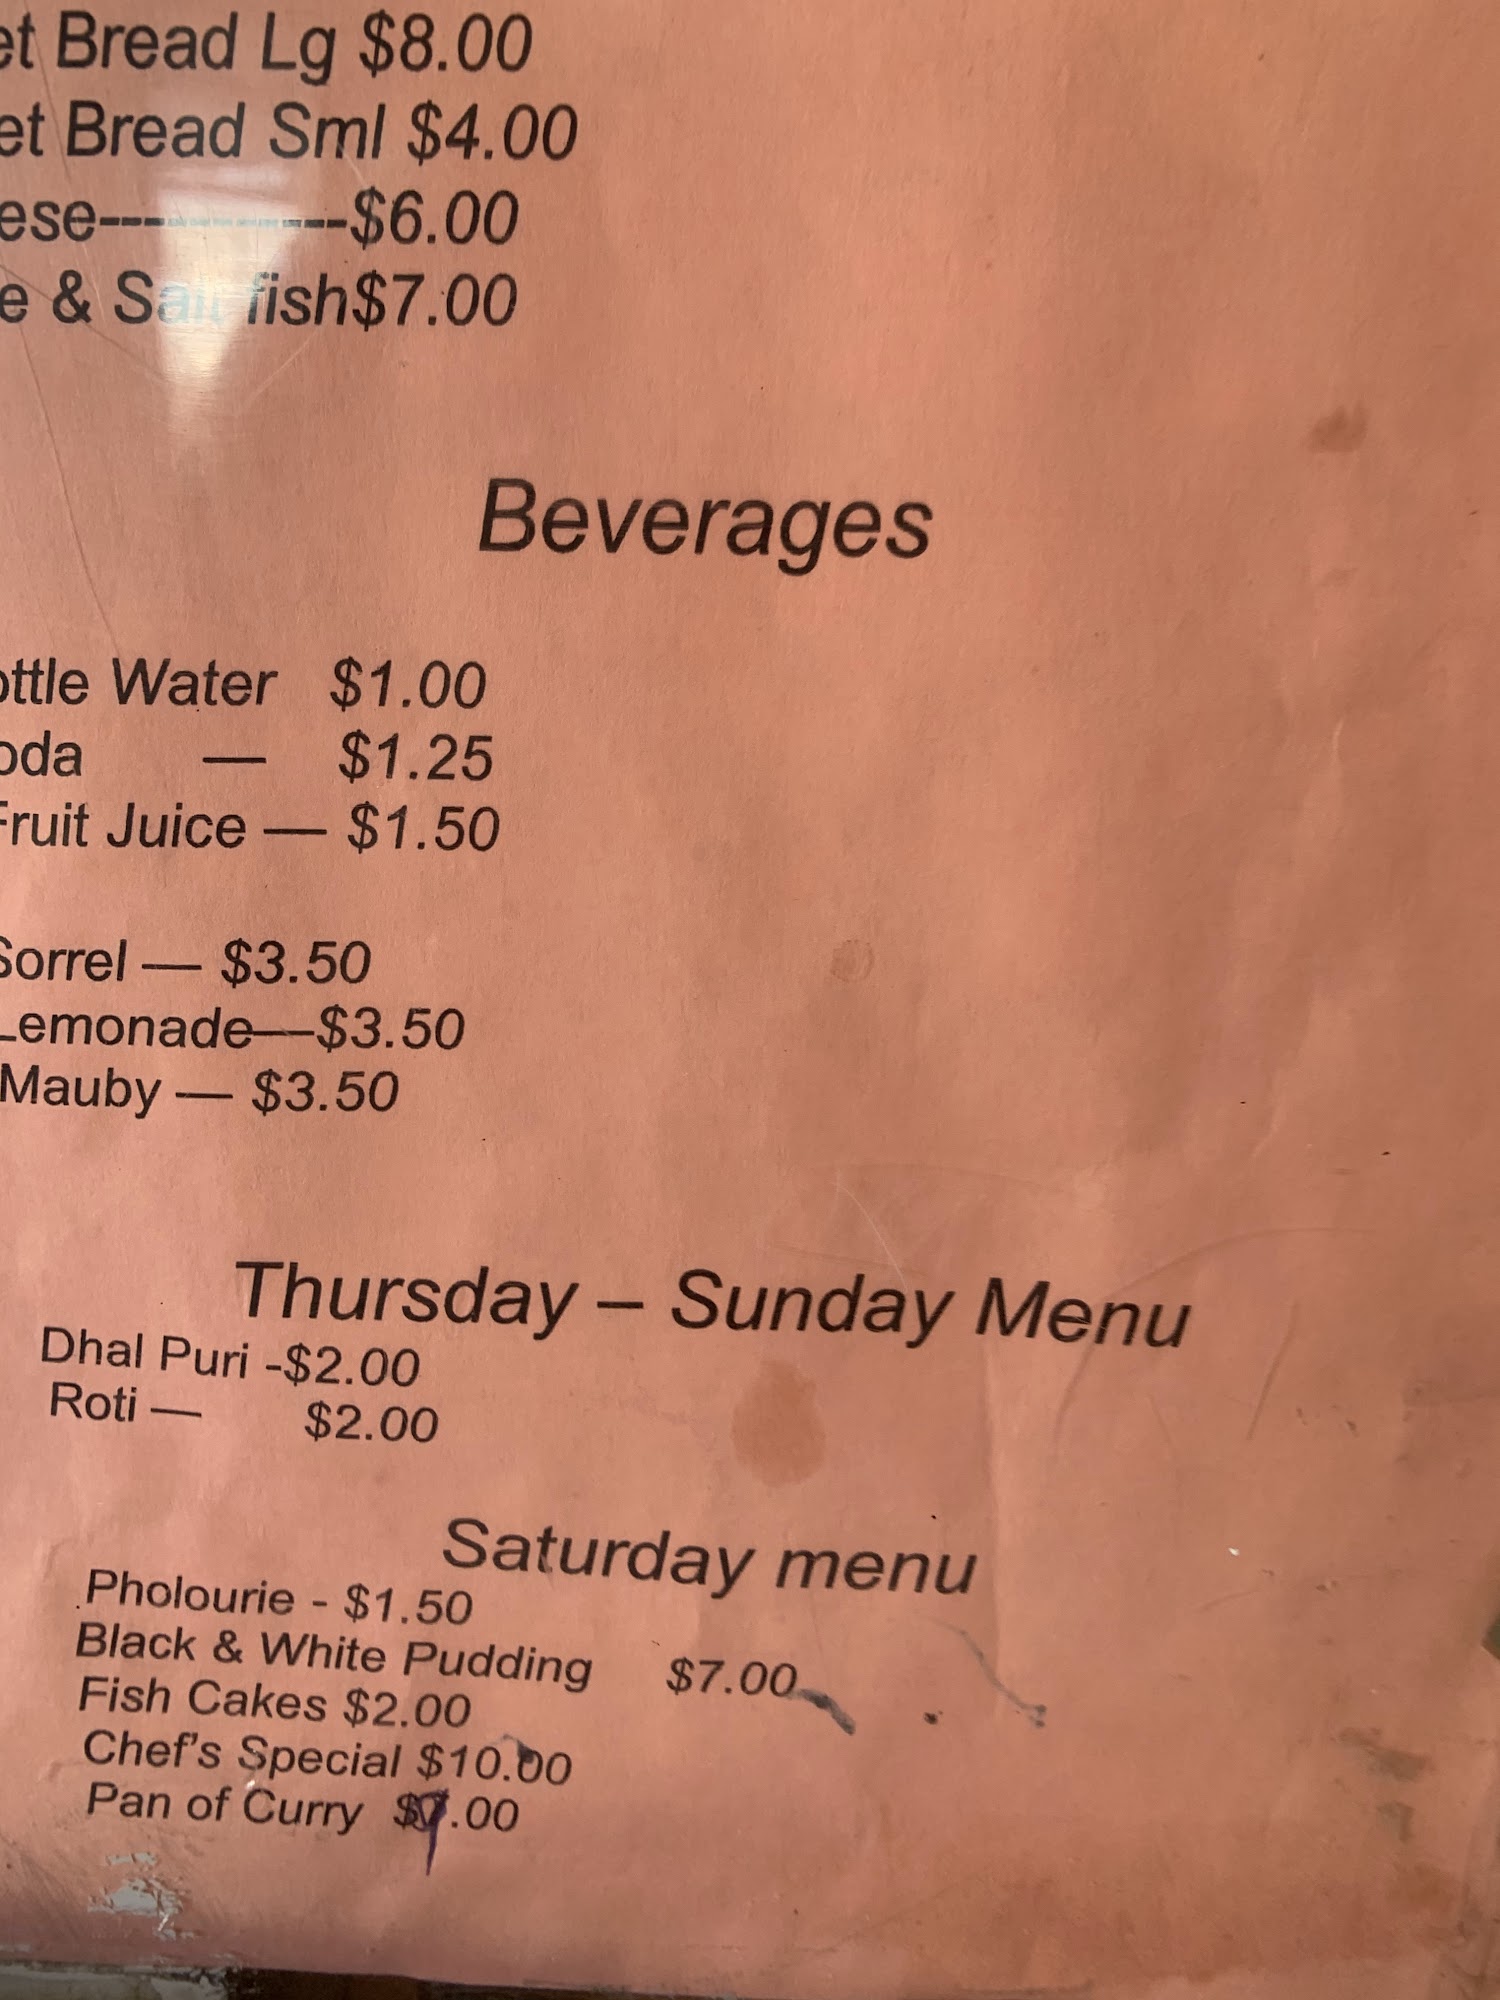 et Bread Lg $8.00
et Bread Sml $4.00
ese-----------$6.00
e & Salt fish$7.00
Beverages
ottle Water $1.00
oda — $1.25
Fruit Juice — $1.50
Sorrel — $3.50
Lemonade—$3.50
Mauby — $3.50
Thursday – Sunday Menu
Dhal Puri -$2.00
Roti — $2.00
Saturday menu
Pholourie - $1.50
Black & White Pudding $7.00
Fish Cakes $2.00
Chef's Special $10.00
Pan of Curry $9.00